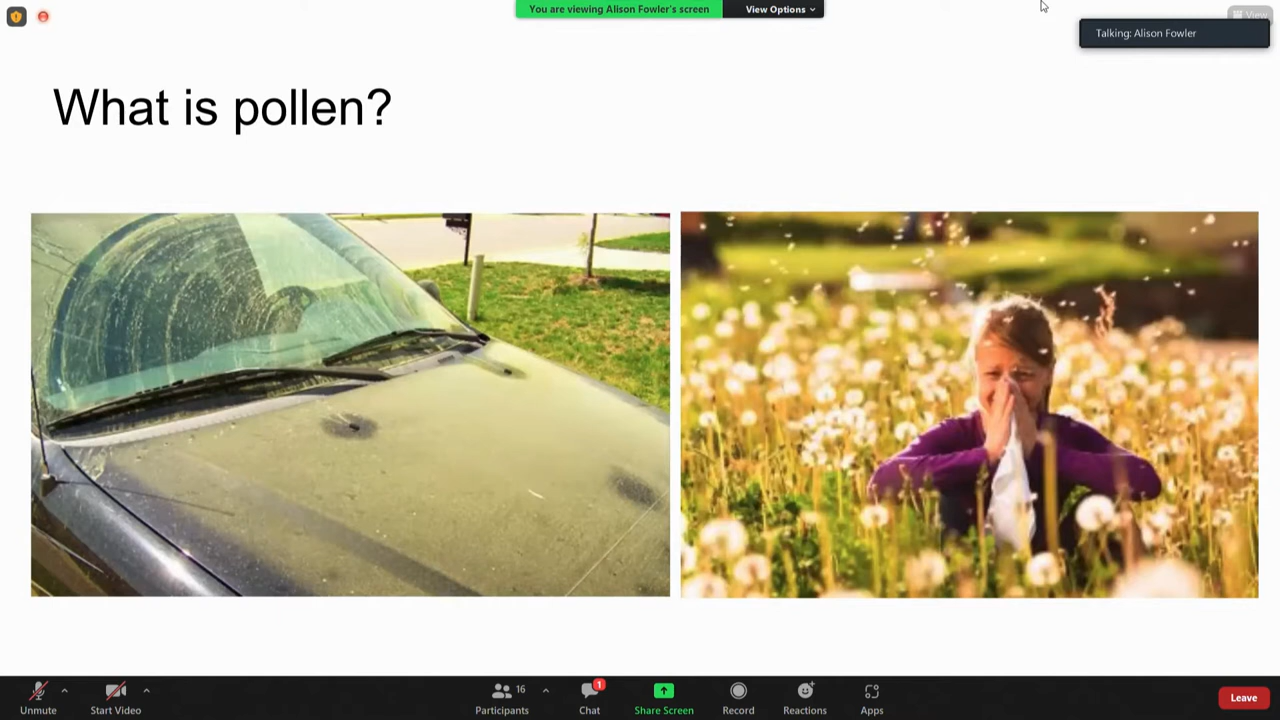 You are viewing Alison Fowler's screen
View Options
View
Talking: Alison Fowler
What is pollen?
Unmute
Start Video
16
Participants
1
Chat
Share Screen
Record
Reactions
Apps
Leave